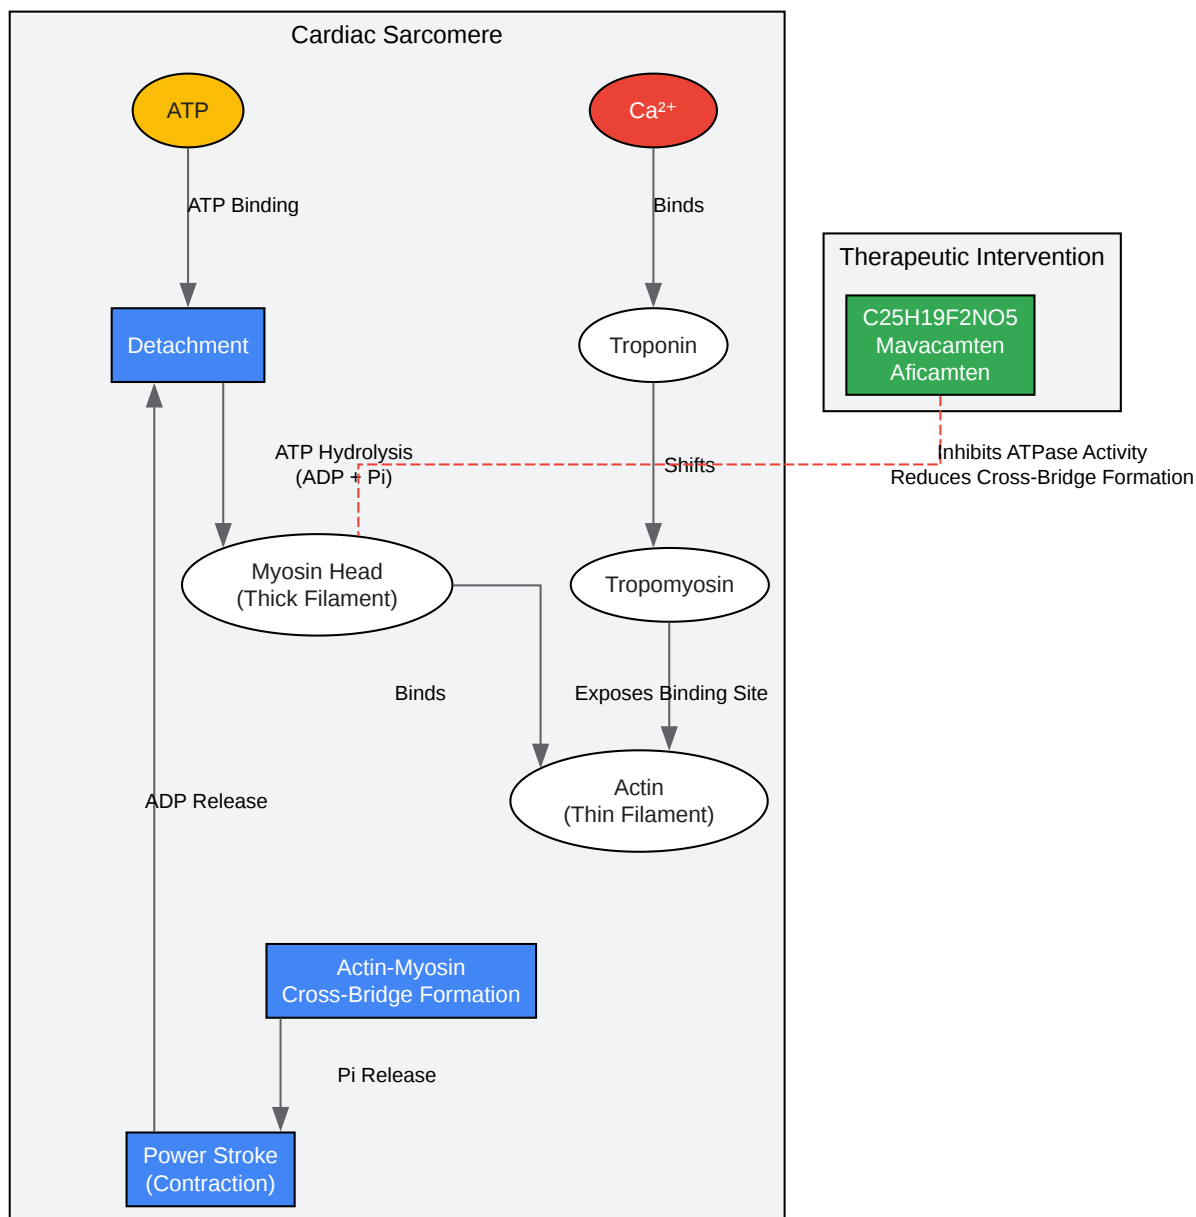 Cardiac Sarcomere
ATP
Ca²⁺
ATP Binding
Binds
Therapeutic Intervention
C25H19F2NO5
Mavacamten
Aficamten
Detachment
Troponin
ATP Hydrolysis
(ADP + Pi)
Shifts
Inhibits ATPase Activity
Reduces Cross-Bridge Formation
Myosin Head
(Thick Filament)
Tropomyosin
Binds
Exposes Binding Site
Actin
(Thin Filament)
ADP Release
Actin-Myosin
Cross-Bridge Formation
Pi Release
Power Stroke
(Contraction)